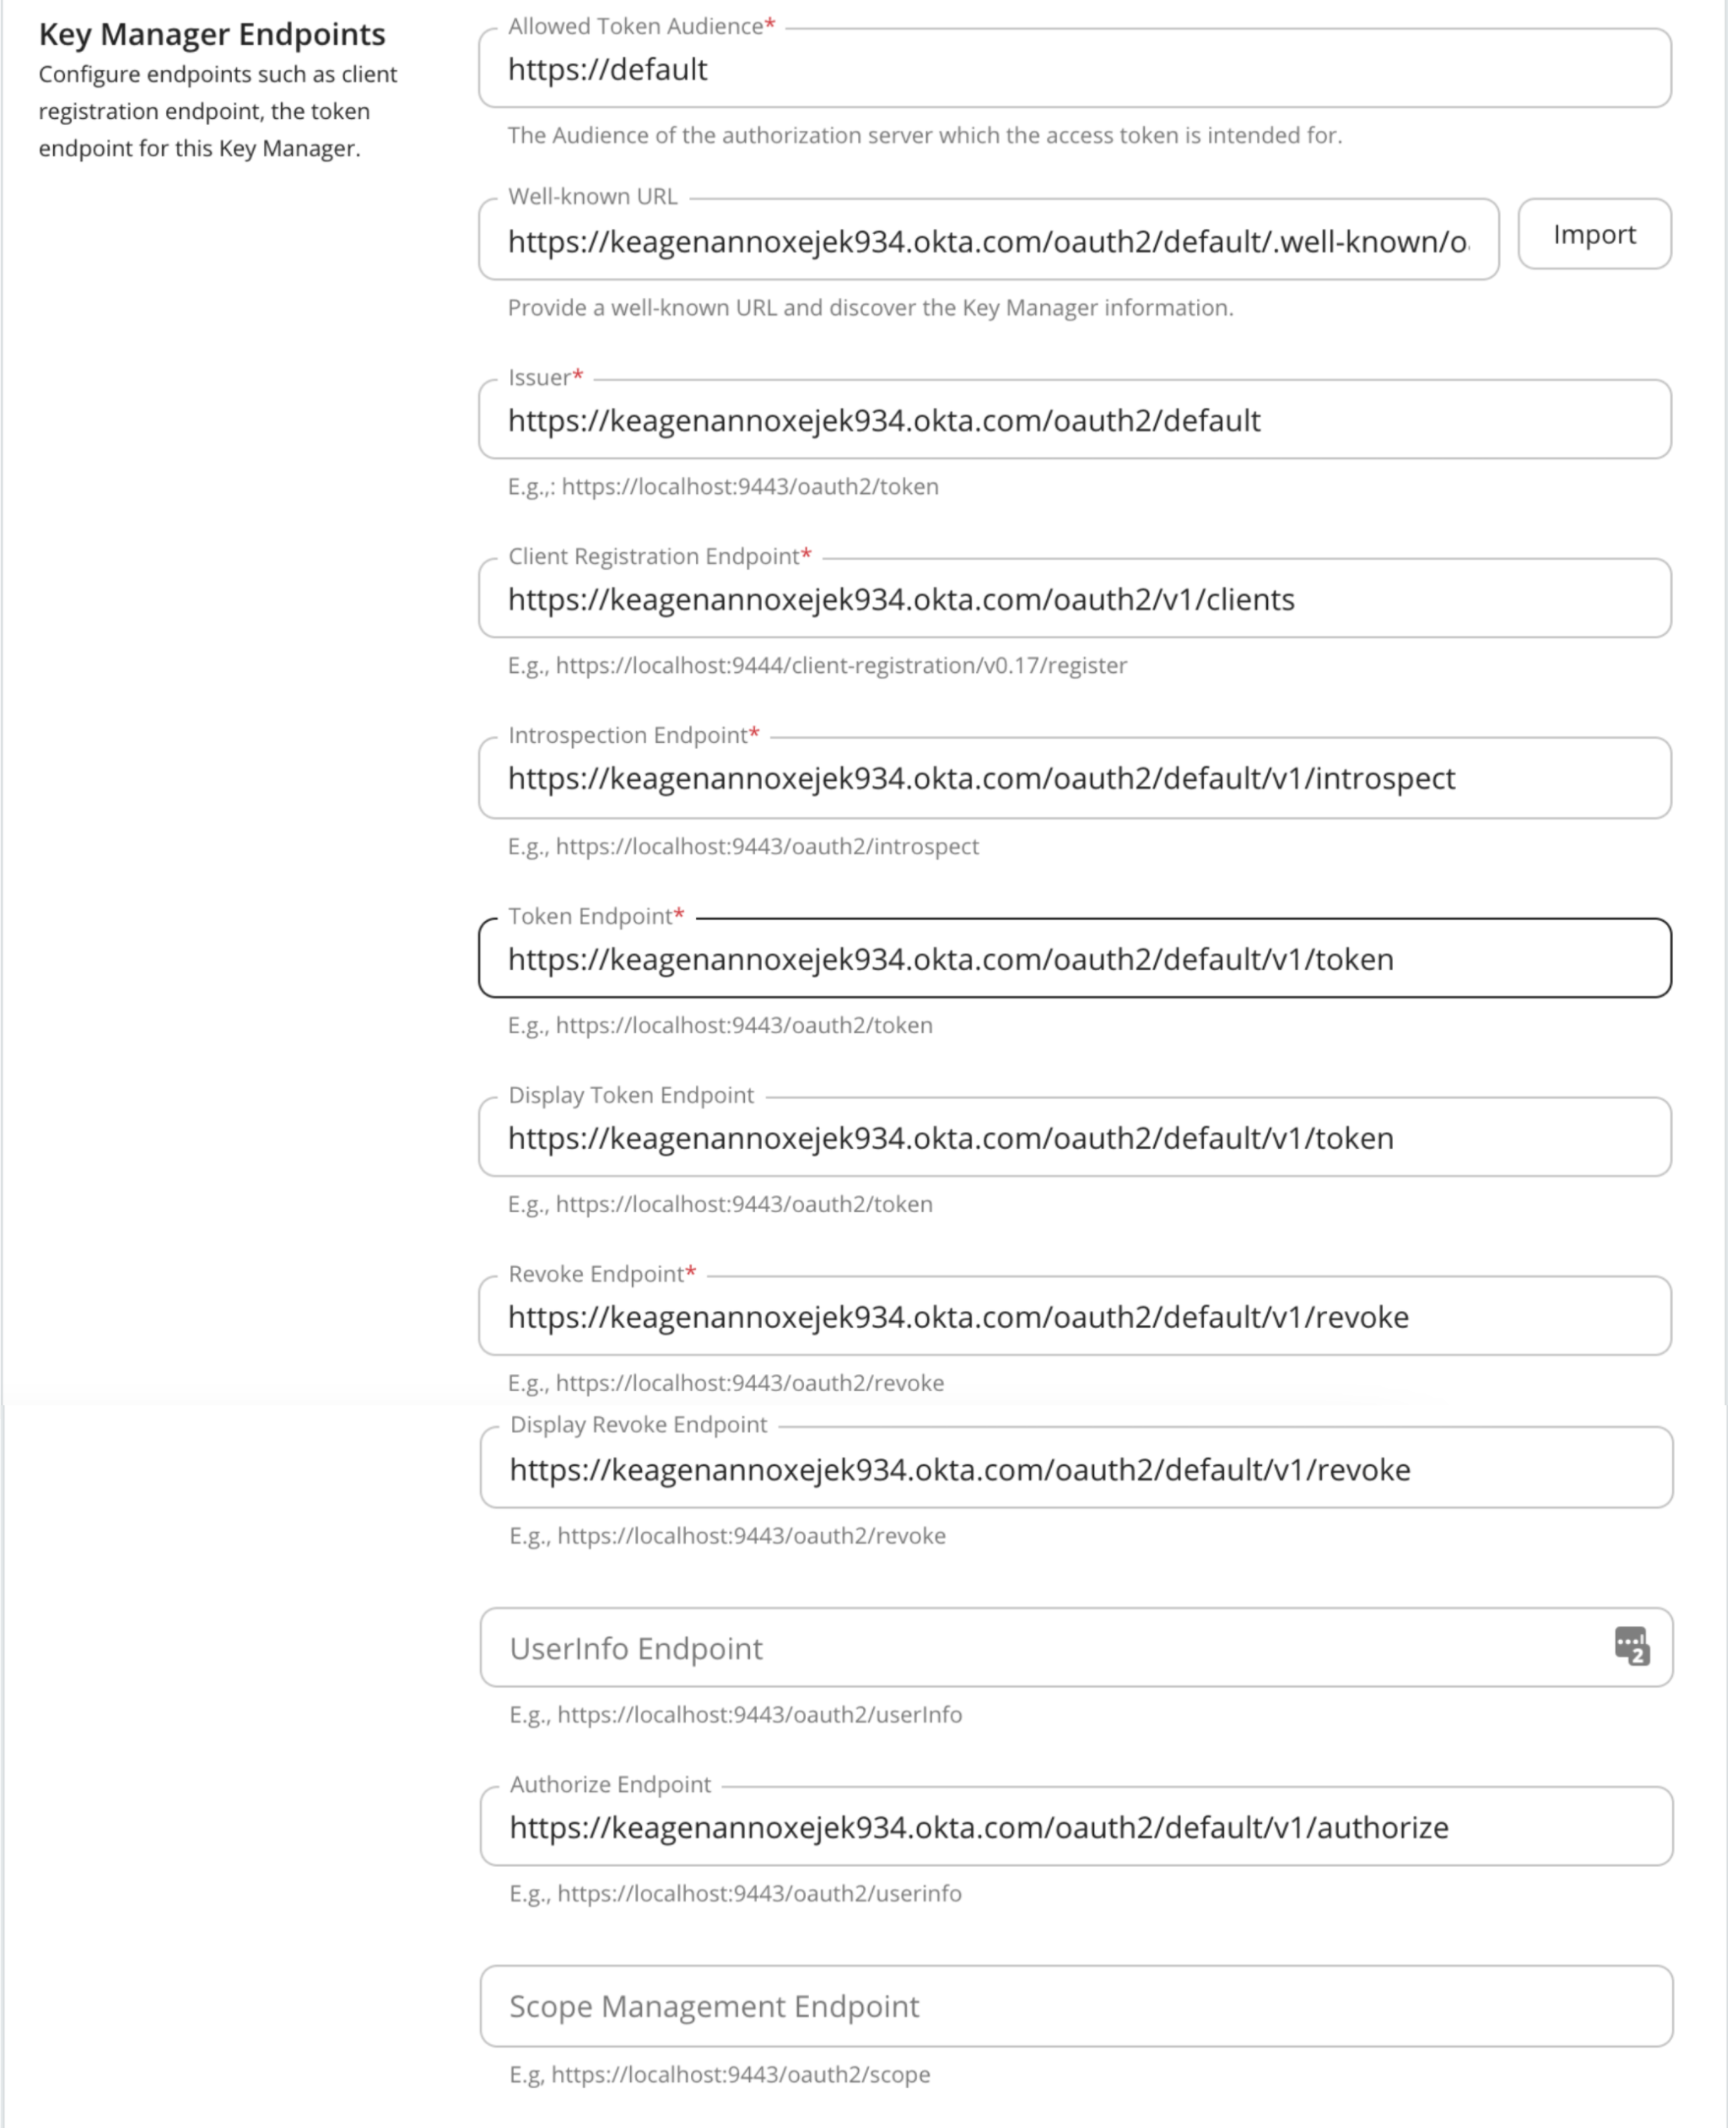 Key Manager Endpoints
Configure endpoints such as client
registration endpoint, the token
endpoint for this Key Manager.
Allowed Token Audience*
https://default
The Audience of the authorization server which the access token is intended for.
Well-known URL
https://keagenannoxejek934.okta.com/oauth2/default/.well-known/o
Import
Provide a well-known URL and discover the Key Manager information.
Issuer*
https://keagenannoxejek934.okta.com/oauth2/default
E.g.,: https://localhost:9443/oauth2/token
Client Registration Endpoint*
https://keagenannoxejek934.okta.com/oauth2/v1/clients
E.g., https://localhost:9444/client-registration/v0.17/register
Introspection Endpoint*
https://keagenannoxejek934.okta.com/oauth2/default/v1/introspect
E.g., https://localhost:9443/oauth2/introspect
Token Endpoint*
https://keagenannoxejek934.okta.com/oauth2/default/v1/token
E.g., https://localhost:9443/oauth2/token
Display Token Endpoint
https://keagenannoxejek934.okta.com/oauth2/default/v1/token
E.g., https://localhost:9443/oauth2/token
Revoke Endpoint*
https://keagenannoxejek934.okta.com/oauth2/default/v1/revoke
E.g., https://localhost:9443/oauth2/revoke
Display Revoke Endpoint
https://keagenannoxejek934.okta.com/oauth2/default/v1/revoke
E.g., https://localhost:9443/oauth2/revoke
UserInfo Endpoint
2
E.g., https://localhost:9443/oauth2/userInfo
Authorize Endpoint
https://keagenannoxejek934.okta.com/oauth2/default/v1/authorize
E.g., https://localhost:9443/oauth2/userinfo
Scope Management Endpoint
E.g, https://localhost:9443/oauth2/scope